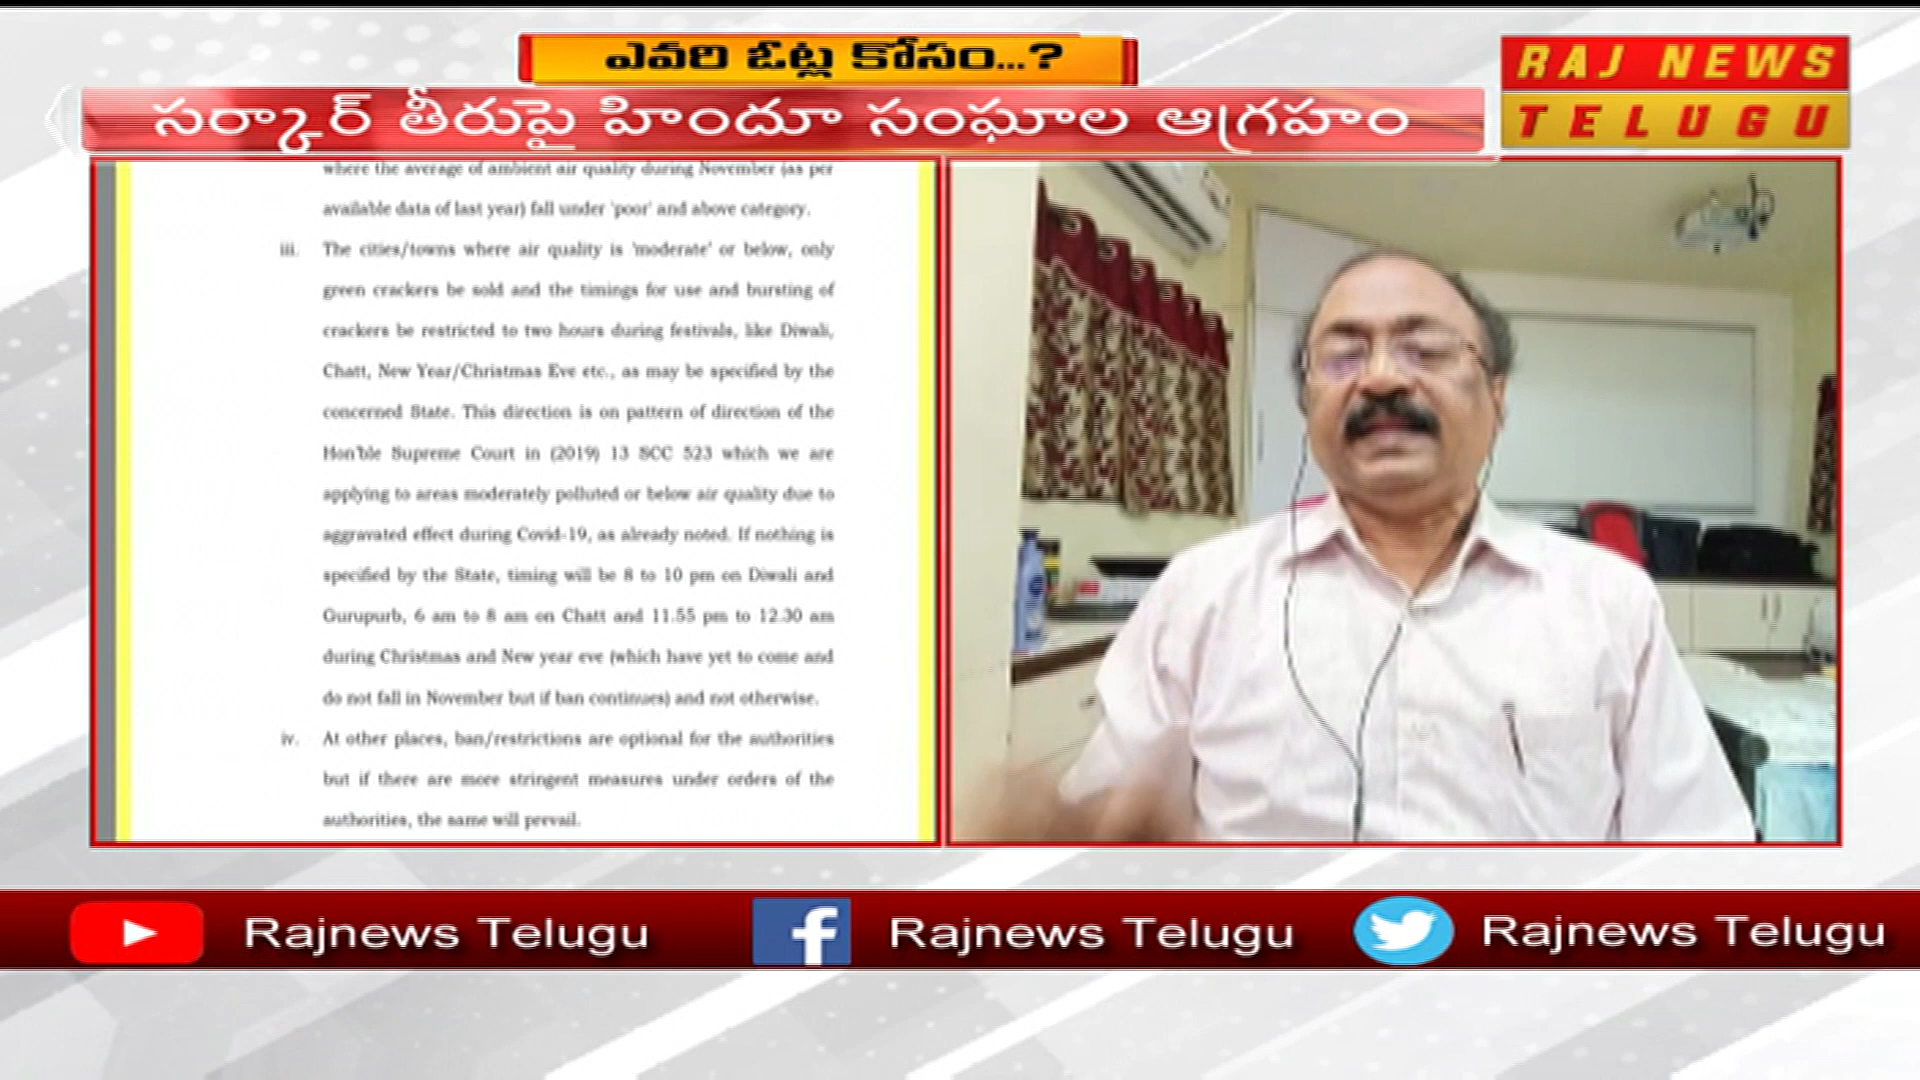 ఎవరి ఓట్ల కోసం...?
RAJ NEWS
TELUGU
సర్కార్ తీరుపై హిందూ సంఘాల ఆగ్రహం
where the average of ambient air quality during November (as per
available data of last year) fall under 'poor' and above category.
iii. The cities/towns where air quality is 'moderate' or below, only
green crackers be sold and the timings for use and bursting of
crackers be restricted to two hours during festivals, like Diwali,
Chatt, New Year/Christmas Eve etc., as may be specified by the
concerned State. This direction is on pattern of direction of the
Hon'ble Supreme Court in (2019) 13 SCC 523 which we are
applying to areas moderately polluted or below air quality due to
aggravated effect during Covid-19, as already noted. If nothing is
specified by the State, timing will be 8 to 10 pm on Diwali and
Gurupurb, 6 am to 8 am on Chatt and 11.55 pm to 12.30 am
during Christmas and New year eve (which have yet to come and
do not fall in November but if ban continues) and not otherwise.
iv. At other places, ban/restrictions are optional for the authorities
but if there are more stringent measures under orders of the
authorities, the same will prevail.
Rajnews Telugu
Rajnews Telugu
Rajnews Telugu